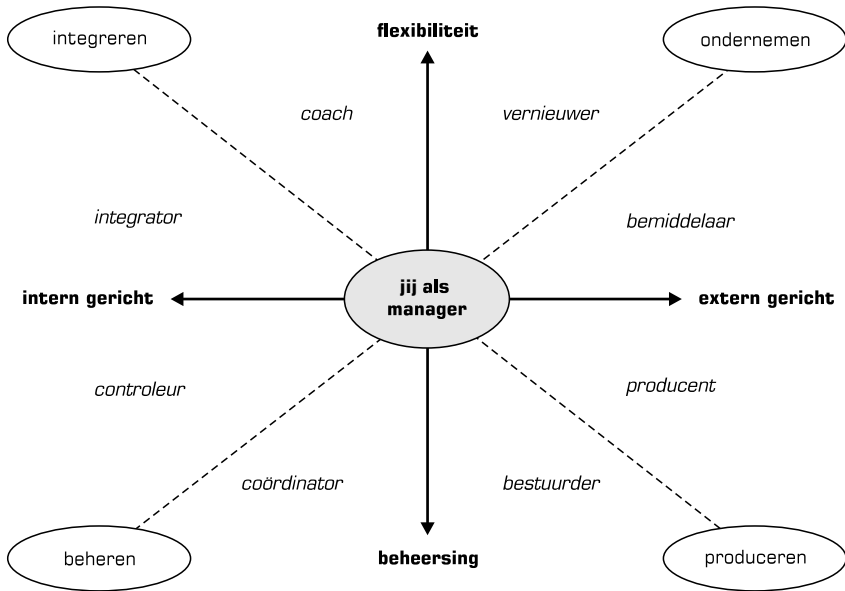 integreren
flexibiliteit
ondernemen
coach
vernieuwer
integrator
bemiddelaar
intern gericht
jij als
manager
extern gericht
controleur
producent
coördinator
bestuurder
beheren
beheersing
produceren